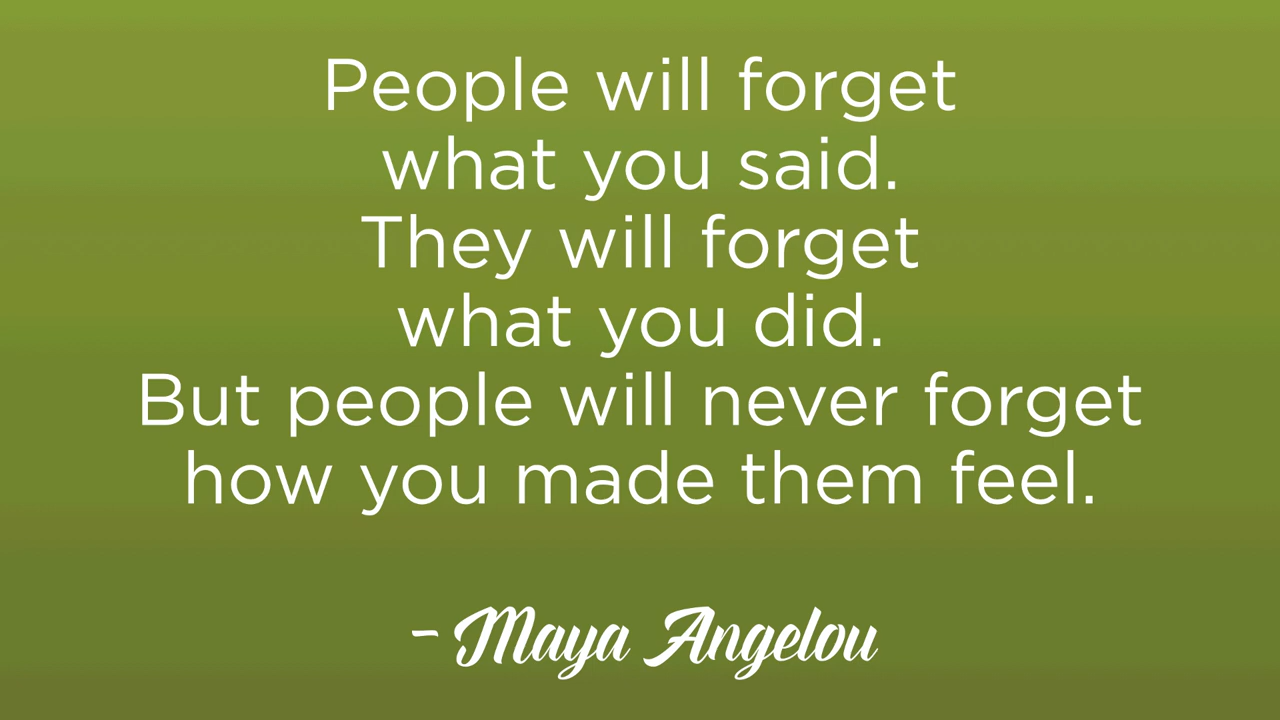 People will forget
what you said.
They will forget
what you did.
But people will never forget
how you made them feel.
- Maya Angelou